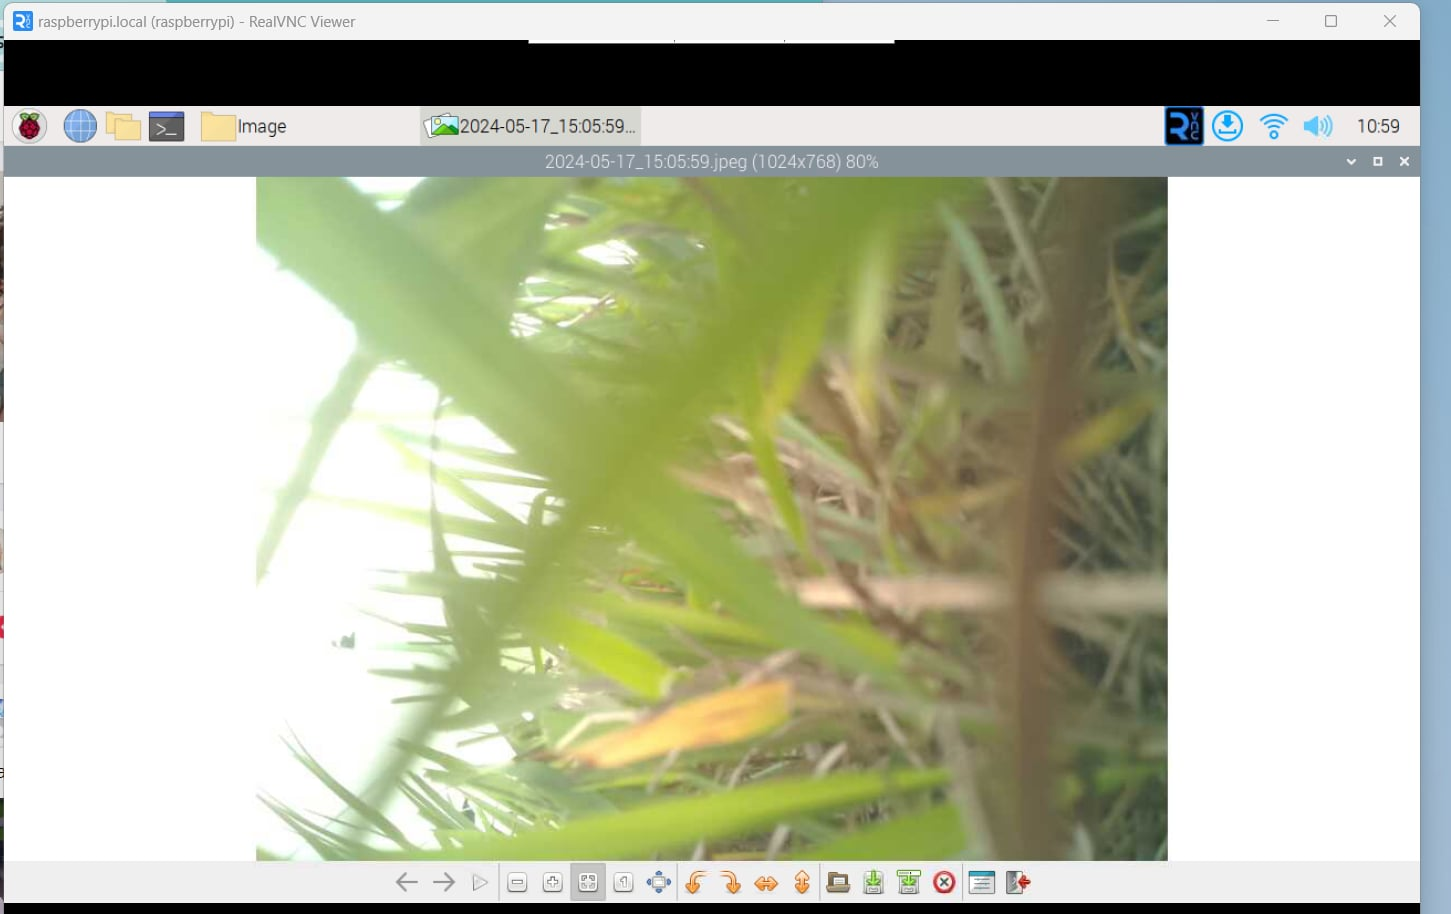 raspberrypi.local (raspberrypi) - RealVNC Viewer
Image
2024-05-17_15:05:59...
10:59
2024-05-17_15:05:59.jpeg (1024x768) 80%